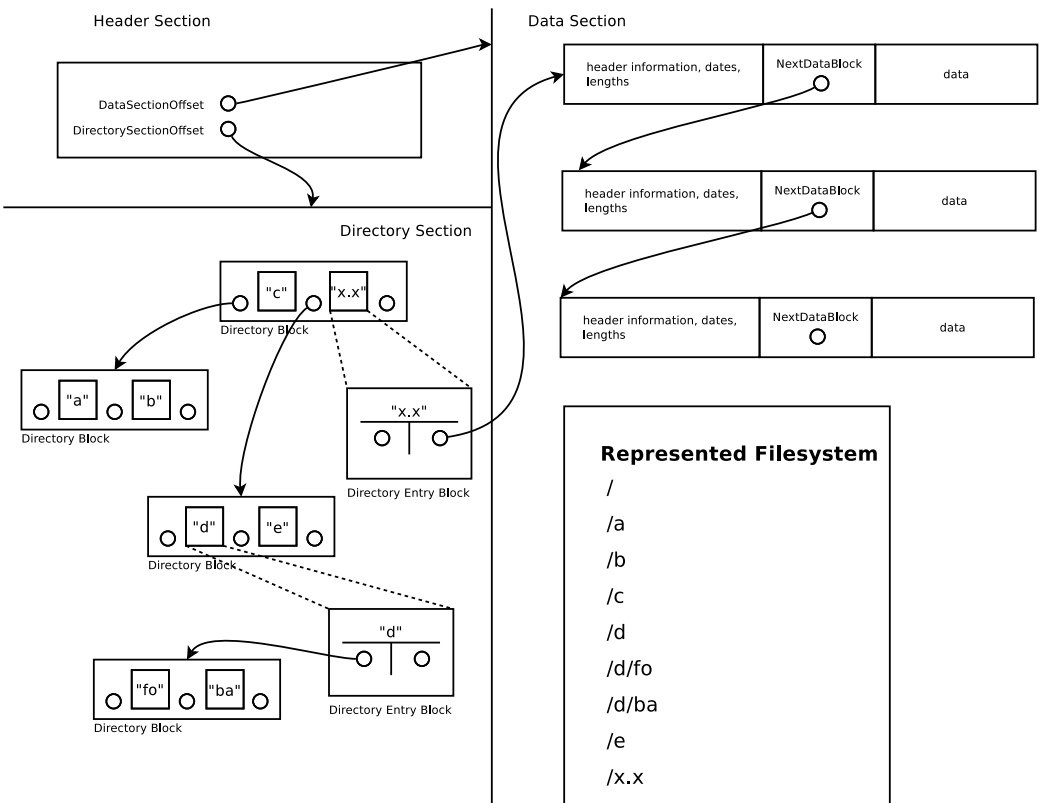 Header Section
DataSectionOffset
DirectorySectionOffset
Directory Section
"c"
"x.x"
Directory Block
"a"
"b"
Directory Block
"x.x"
Directory Entry Block
"d"
"e"
Directory Block
"d"
Directory Entry Block
"fo"
"ba"
Directory Block
Data Section
header information, dates,
lengths
NextDataBlock
data
header information, dates,
lengths
NextDataBlock
data
header information, dates,
lengths
NextDataBlock
data
Represented Filesystem
/
/a
/b
/c
/d
/d/fo
/d/ba
/e
/x.x